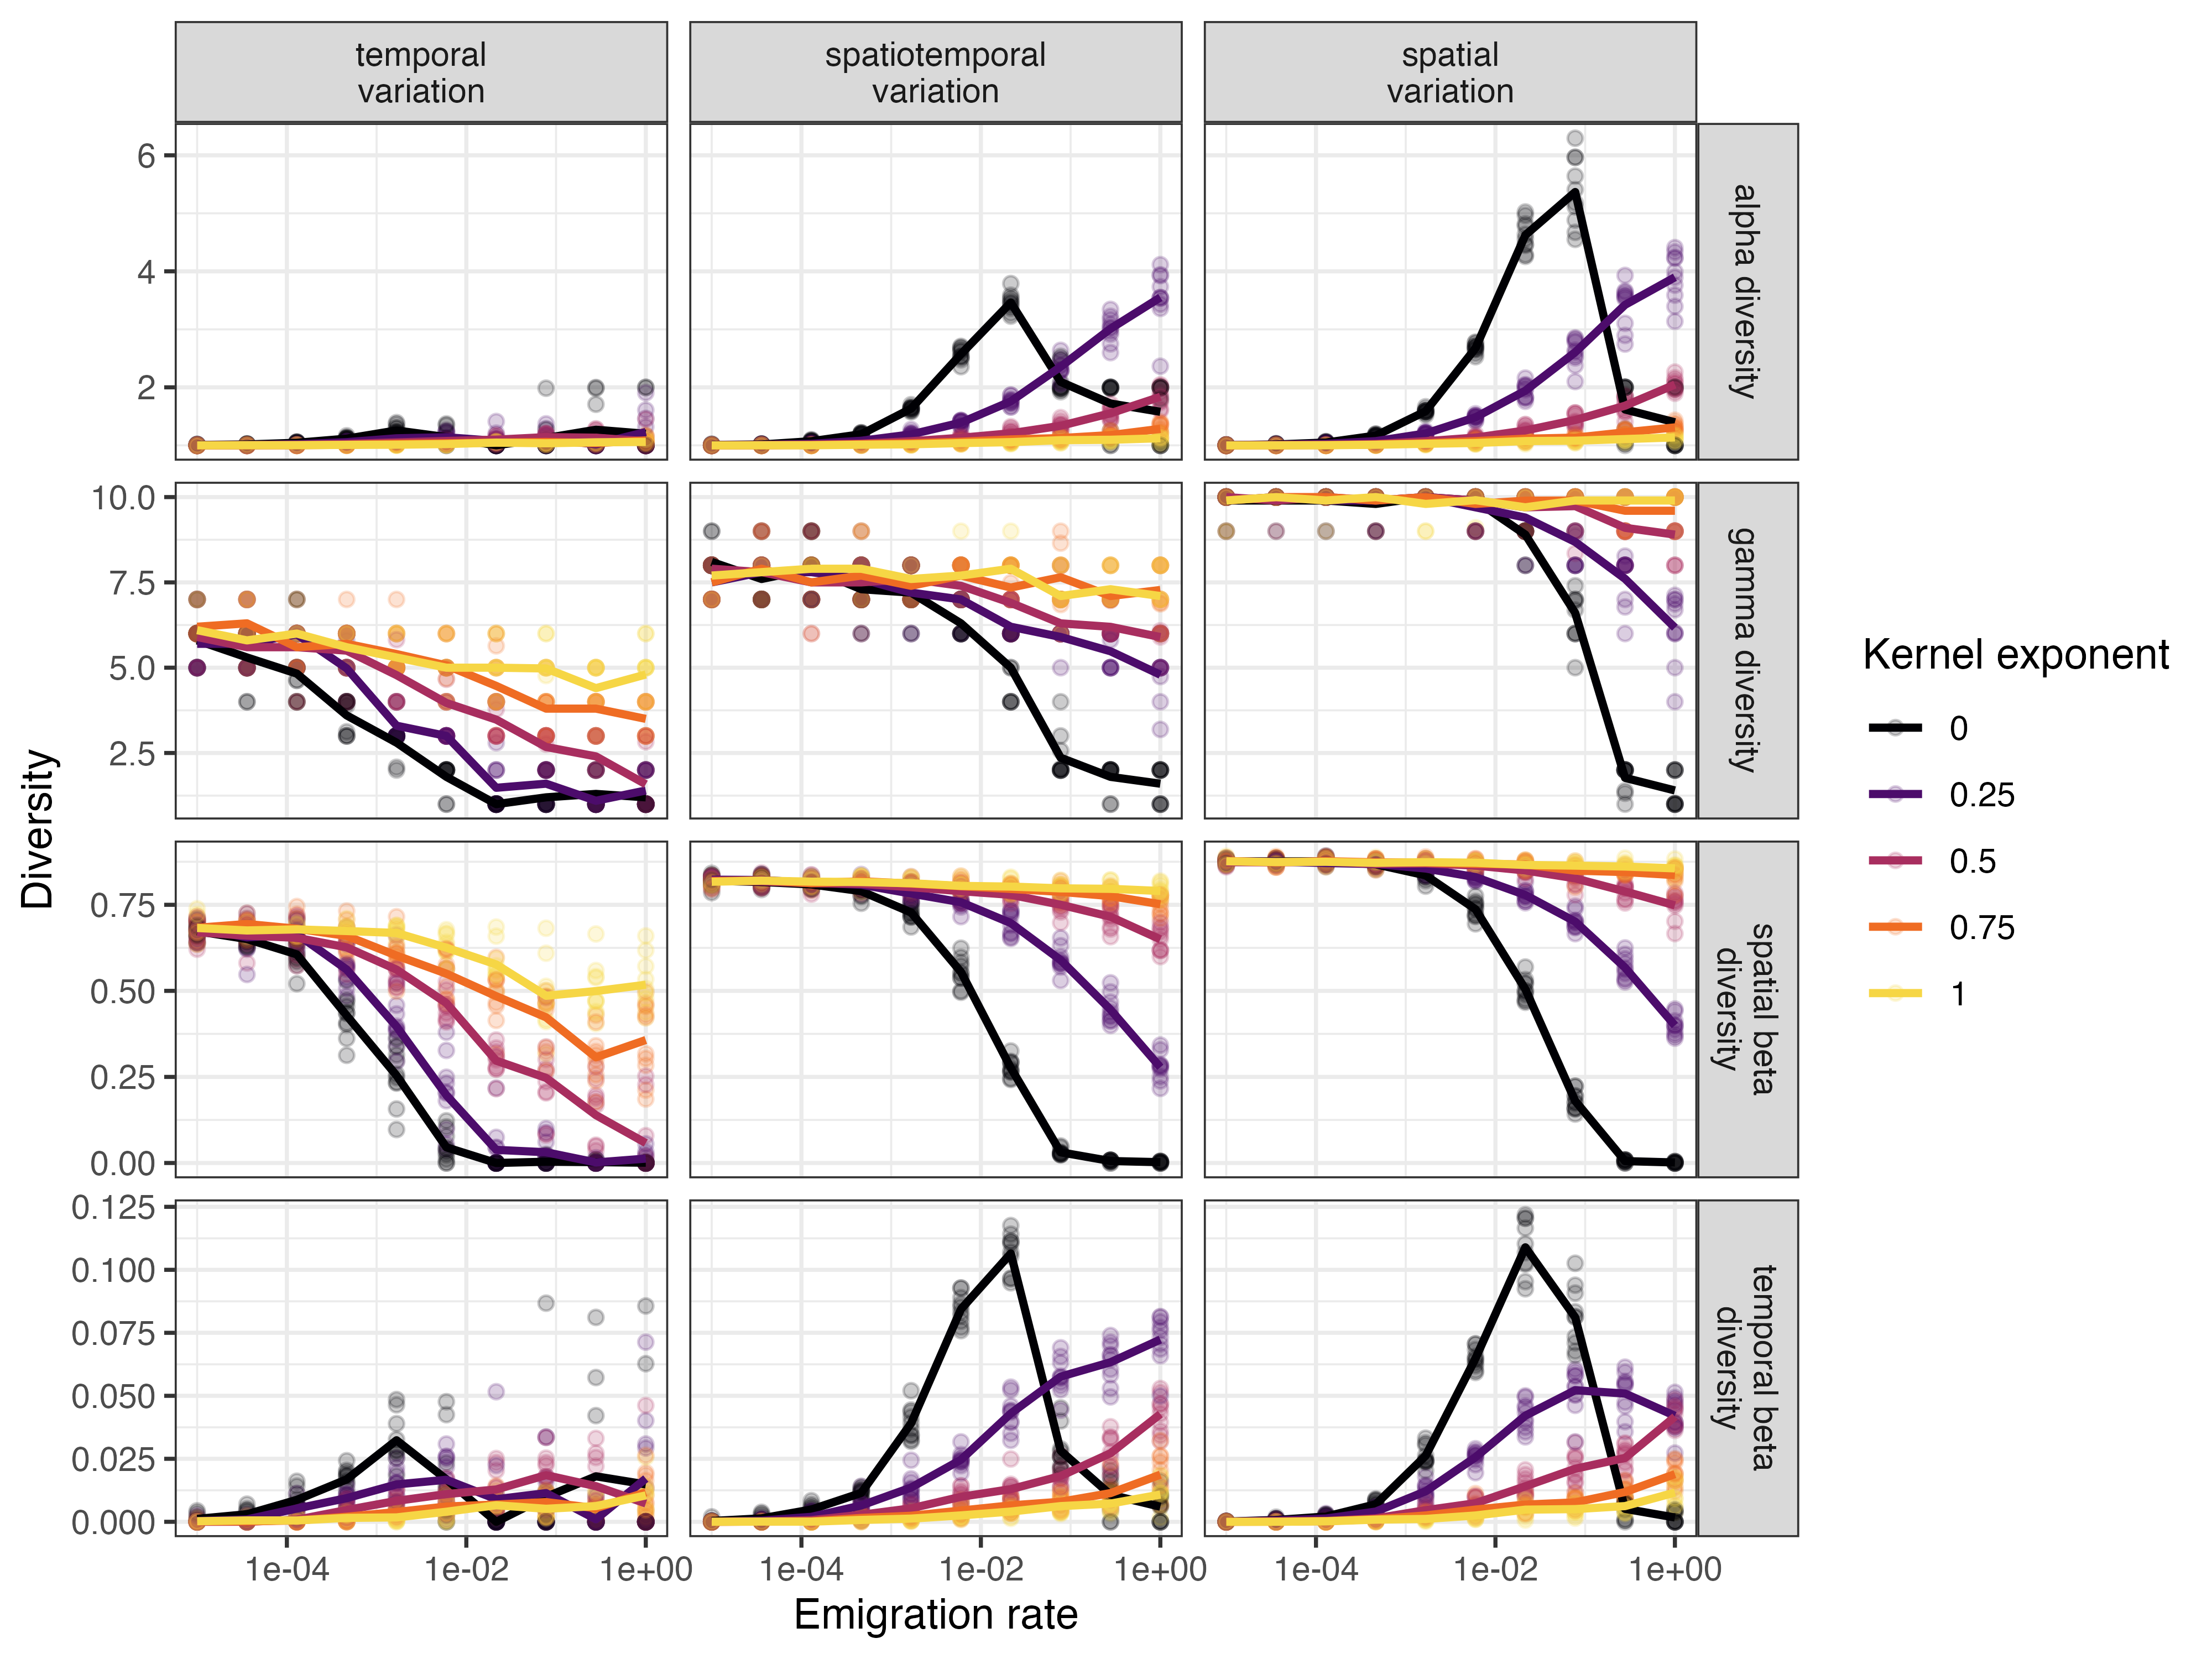 temporal
variation
spatiotemporal
variation
spatial
variation
6
4
2
alpha diversity
10.0
7.5
5.0
2.5
gamma diversity
0.75
0.50
0.25
0.00
spatial beta
diversity
0.125
0.100
0.075
0.050
0.025
0.000
temporal beta
diversity
1e-04
1e-02
1e+00
1e-04
1e-02
1e+00
1e-04
1e-02
1e+00
Emigration rate
Diversity
Kernel exponent
0
0.25
0.5
0.75
1